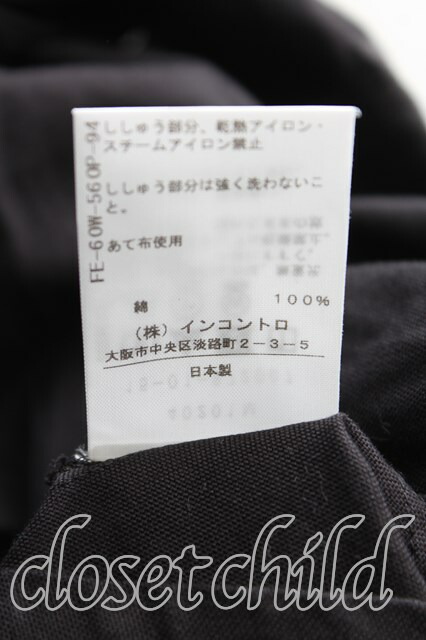 ししゅう部分、乾熱アイロン・
スチームアイロン禁止
ししゅう部分は強く洗わないこ
と。
あて布使用
綿 100%
(株) インコントロ
大阪市中央区淡路町2-3-5
日本製
FE-60W-560P-94
closetchild